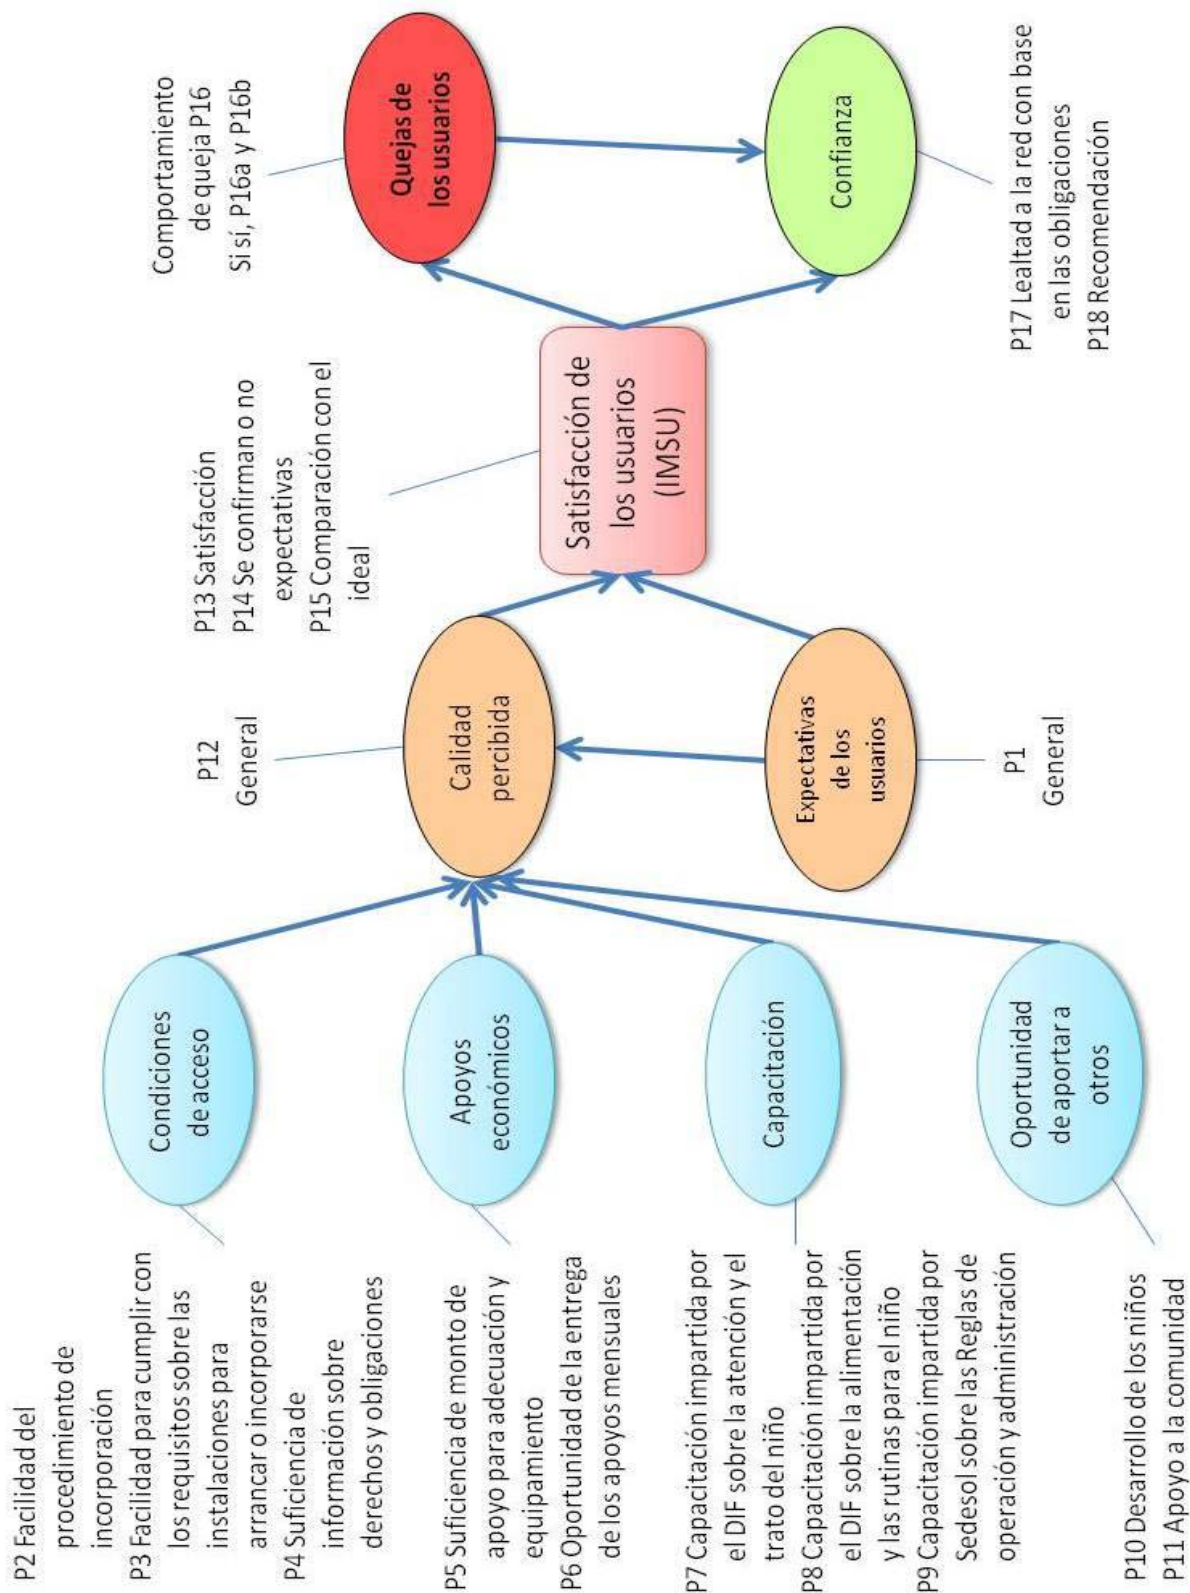 P2 Facilidad del
procedimiento de
incorporación
P3 Facilidad para cumplir con
los requisitos sobre las
instalaciones para
arrancar o incorporarse
P4 Suficiencia de
información sobre
derechos y obligaciones
P5 Suficiencia de monto de
apoyo para adecuación y
equipamiento
P6 Oportunidad de la entrega
de los apoyos mensuales
P7 Capacitación impartida por
el DIF sobre la atención y el
trato del niño
P8 Capacitación impartida por
el DIF sobre la alimentación
y las rutinas para el niño
P9 Capacitación impartida por
Sedesol sobre las Reglas de
operación y administración
P10 Desarrollo de los niños
P11 Apoyo a la comunidad
Condiciones
de acceso
Apoyos
económicos
Capacitación
Oportunidad
de aportar a
otros
P12
General
Calidad
percibida
Expectativas
de los
usuarios
P1
General
P13 Satisfacción
P14 Se confirman o no
expectativas
P15 Comparación con el
ideal
Satisfacción de
los usuarios
(IMSU)
Comportamiento
de queja P16
Si sí, P16a y P16b
Quejas de
los usuarios
Confianza
P17 Lealtad a la red con base
en las obligaciones
P18 Recomendación